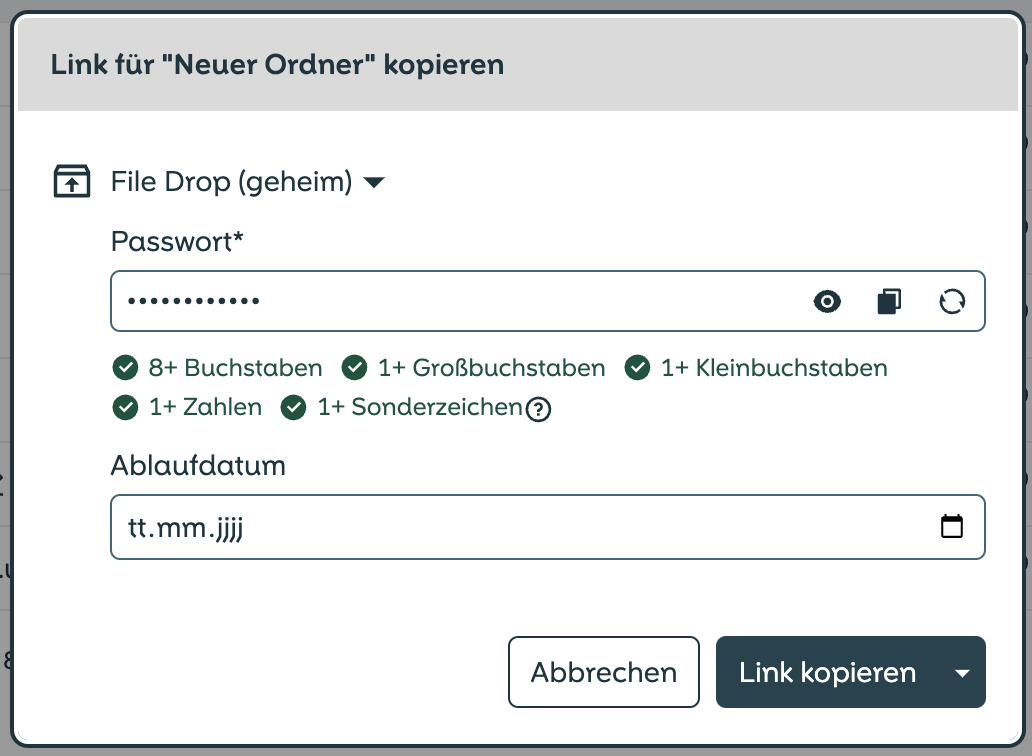 Link für "Neuer Ordner" kopieren
File Drop (geheim)
Passwort*
••••••••••••
8+ Buchstaben 1+ Großbuchstaben 1+ Kleinbuchstaben
1+ Zahlen 1+ Sonderzeichen
Ablaufdatum
tt.mm.jjjj
Abbrechen Link kopieren